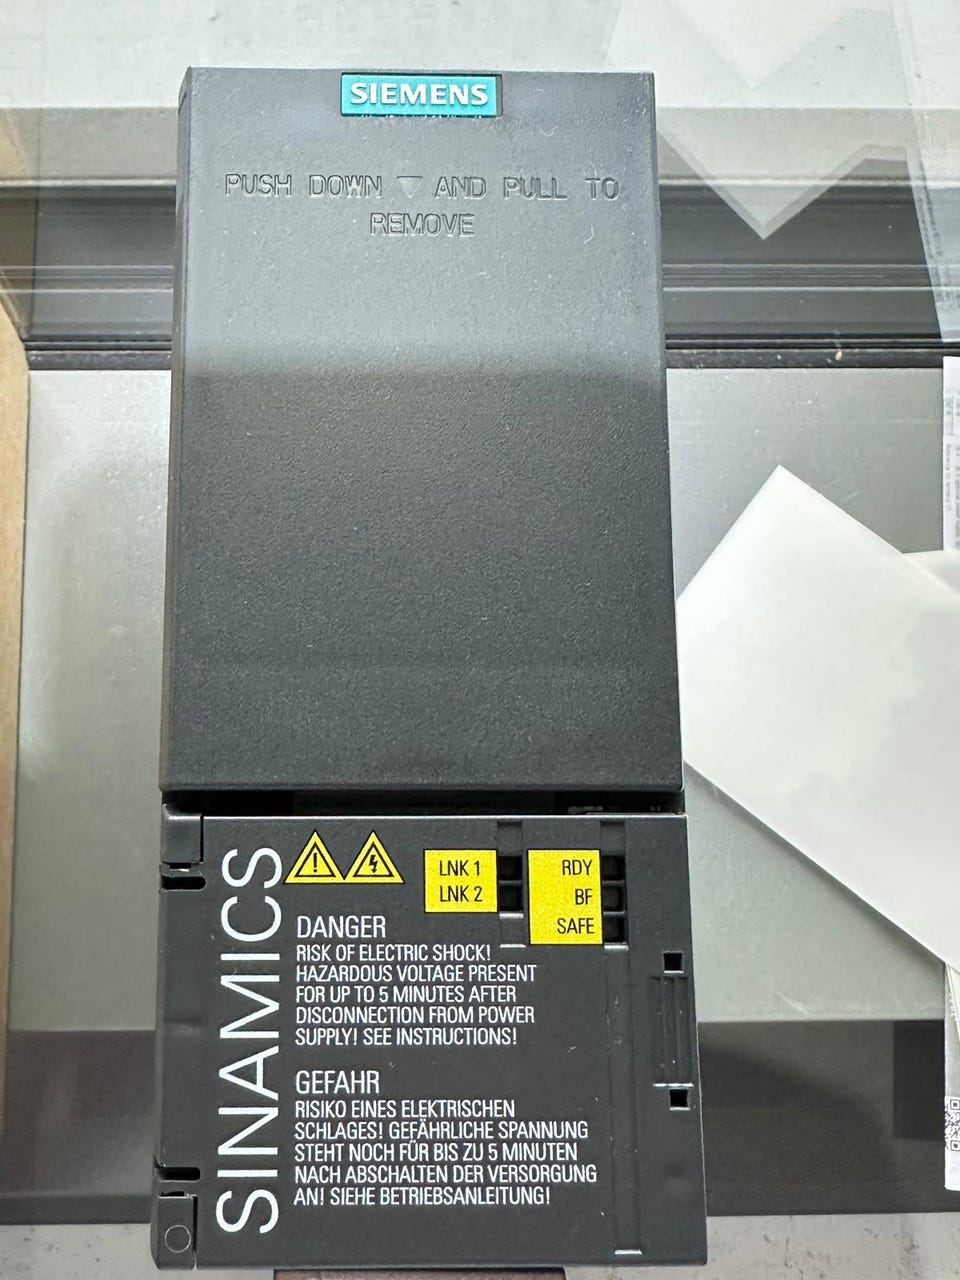 SIEMENS
PUSH DOWN ▽ AND PULL TO
REMOVE
SINAMICS
LNK 1
LNK 2
RDY
BF
SAFE
DANGER
RISK OF ELECTRIC SHOCK!
HAZARDOUS VOLTAGE PRESENT
FOR UP TO 5 MINUTES AFTER
DISCONNECTION FROM POWER
SUPPLY! SEE INSTRUCTIONS!
GEFAHR
RISIKO EINES ELEKTRISCHEN
SCHLAGES! GEFÄHRLICHE SPANNUNG
STEHT NOCH FÜR BIS ZU 5 MINUTEN
NACH ABSCHALTEN DER VERSORGUNG
AN! SIEHE BETRIEBSANLEITUNG!